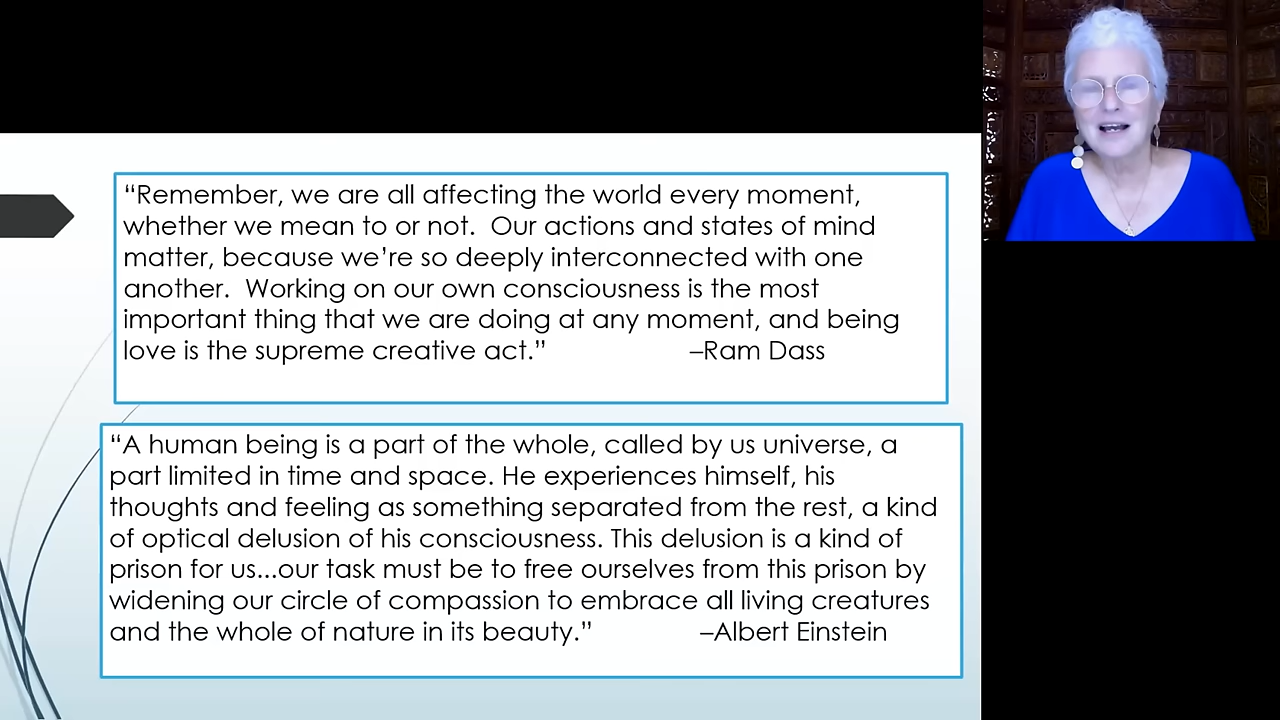 “Remember, we are all affecting the world every moment,
whether we mean to or not.  Our actions and states of mind
matter, because we’re so deeply interconnected with one
another.  Working on our own consciousness is the most
important thing that we are doing at any moment, and being
love is the supreme creative act.” –Ram Dass
“A human being is a part of the whole, called by us universe, a
part limited in time and space. He experiences himself, his
thoughts and feeling as something separated from the rest, a kind
of optical delusion of his consciousness. This delusion is a kind of
prison for us...our task must be to free ourselves from this prison by
widening our circle of compassion to embrace all living creatures
and the whole of nature in its beauty.” –Albert Einstein